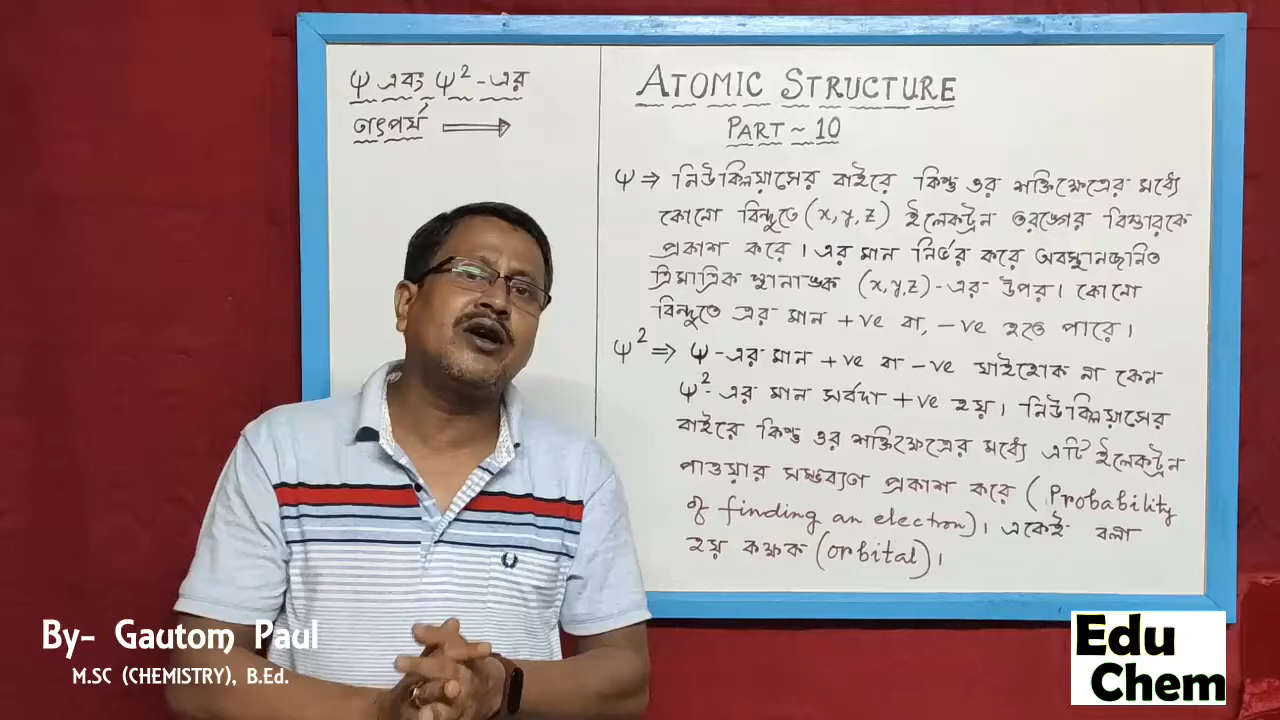 ψ এবং ψ²-এর
তাৎপর্য ⟹
ATOMIC STRUCTURE
PART ~ 10
ψ ⇒ নিউক্লিয়াসের বাইরে কিন্তু ওর শক্তিক্ষেত্রের মধ্যে
কোনো বিন্দুতে (x,y,z) ইলেকট্রন তরঙ্গের বিস্তারকে
প্রকাশ করে। এর মান নির্ভর করে অবস্থানজনিত
ত্রিমাত্রিক স্থানাঙ্ক (x,y,z)-এর উপর। কোনো
বিন্দুতে এর মান +ve বা, -ve হতে পারে।
ψ² ⇒ ψ-এর মান +ve বা -ve যাইহোক না কেন
ψ²-এর মান সর্বদা +ve হয়। নিউক্লিয়াসের
বাইরে কিন্তু ওর শক্তিক্ষেত্রের মধ্যে এটি ইলেকট্রন
পাওয়ার সম্ভব্যতা প্রকাশ করে (Probability
of finding an electron)। একেই বলা
হয় কক্ষক (orbital)।
By- Gautom Paul
M.SC (CHEMISTRY), B.Ed.
Edu
Chem